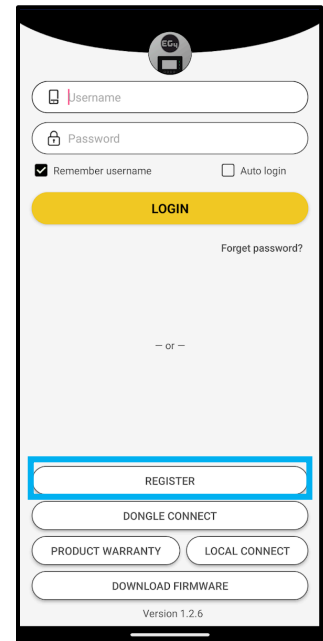 EG4
Username
Password
Remember username Auto login
LOGIN
Forget password?
— or —
REGISTER
DONGLE CONNECT
PRODUCT WARRANTY LOCAL CONNECT
DOWNLOAD FIRMWARE
Version 1.2.6